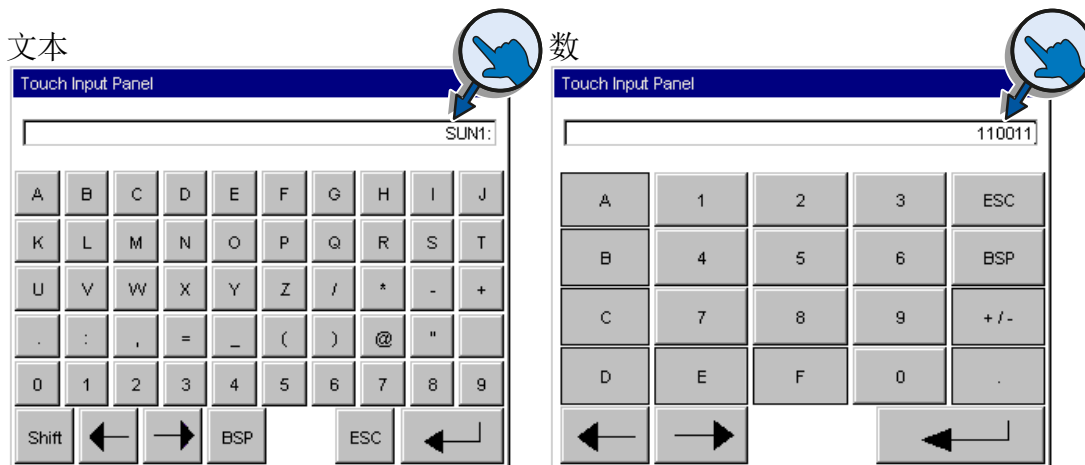 文本
Touch Input Panel
SUN1:
A B C D E F G H I J
K L M N O P Q R S T
U V W X Y Z / * - +
. : , = _ ( ) @ "
0 1 2 3 4 5 6 7 8 9
Shift BSP ESC
数
Touch Input Panel
110011
A 1 2 3 ESC
B 4 5 6 BSP
C 7 8 9 + / -
D E F 0 .